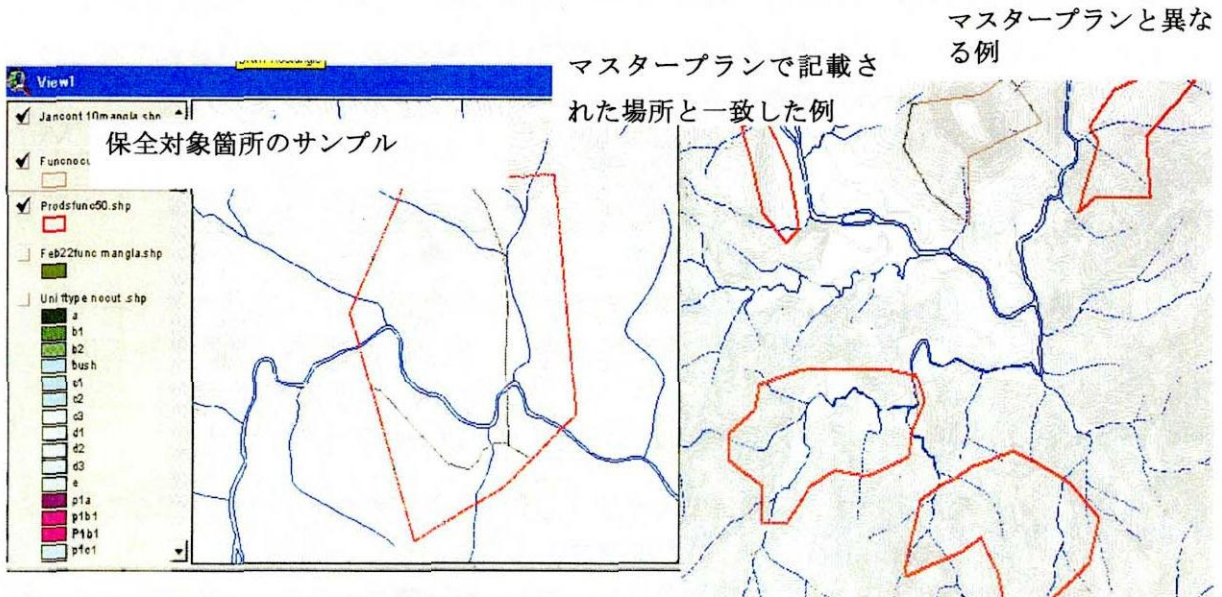 マスタープランと異な
る例
マスタープランで記載さ
れた場所と一致した例
View1
保全対象箇所のサンプル
Jancont 10mangla.shp
Prodsfunc50.shp
Feb22func mangla.shp
Unittype nocut.shp
a
b1
b2
bush
c1
c2
c3
d1
d2
d3
e
p1a
p1b1
P1b1